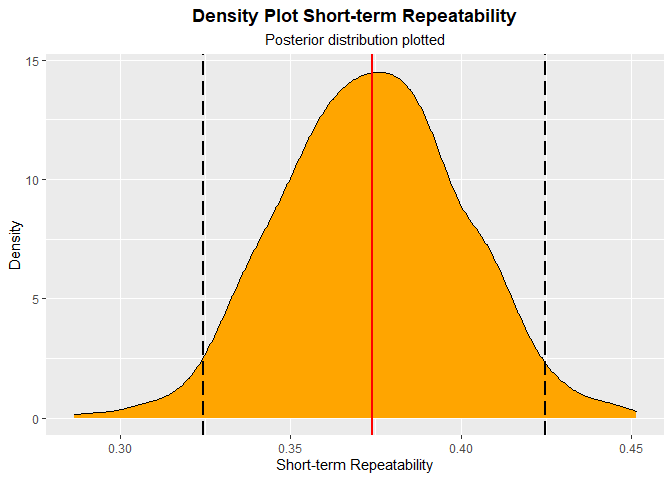 Density Plot Short-term Repeatability
Posterior distribution plotted
15
10
5
0
Density
0.30 0.35 0.40 0.45
Short-term Repeatability